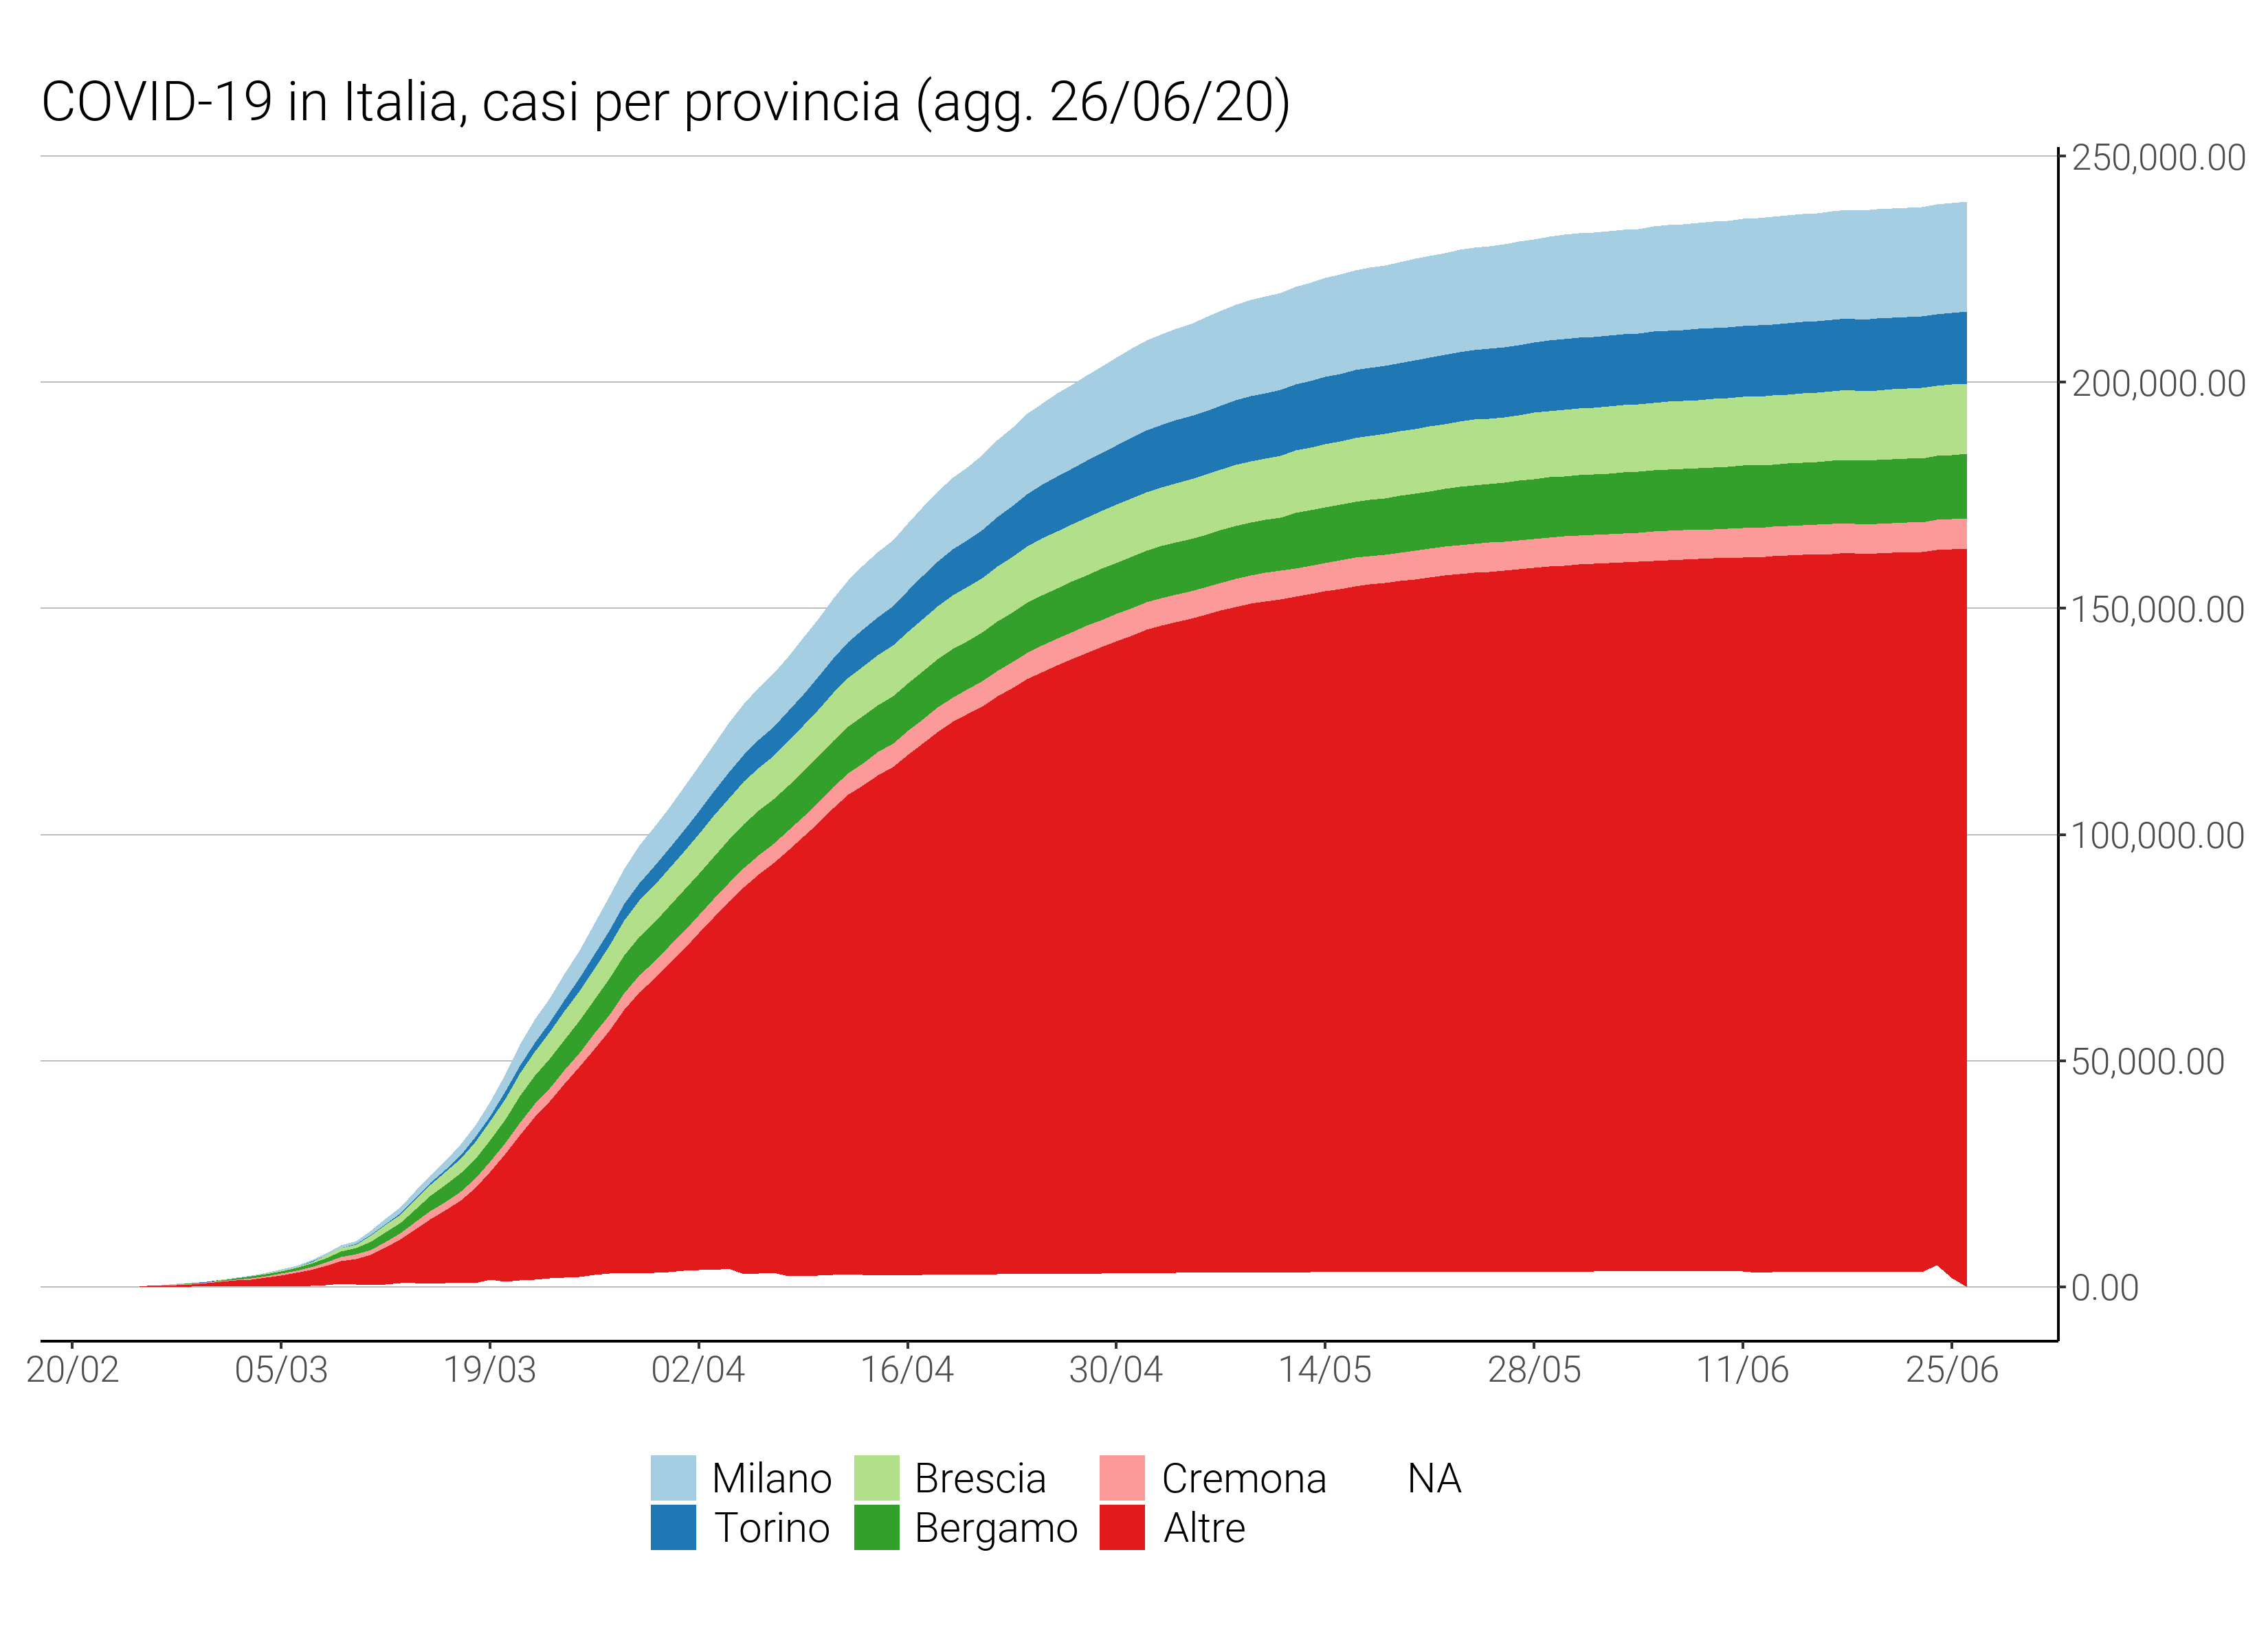 COVID-19 in Italia, casi per provincia (agg. 26/06/20)
250,000.00
200,000.00
150,000.00
100,000.00
50,000.00
0.00
20/02 05/03 19/03 02/04 16/04 30/04 14/05 28/05 11/06 25/06
Milano Brescia Cremona NA
Torino Bergamo Altre